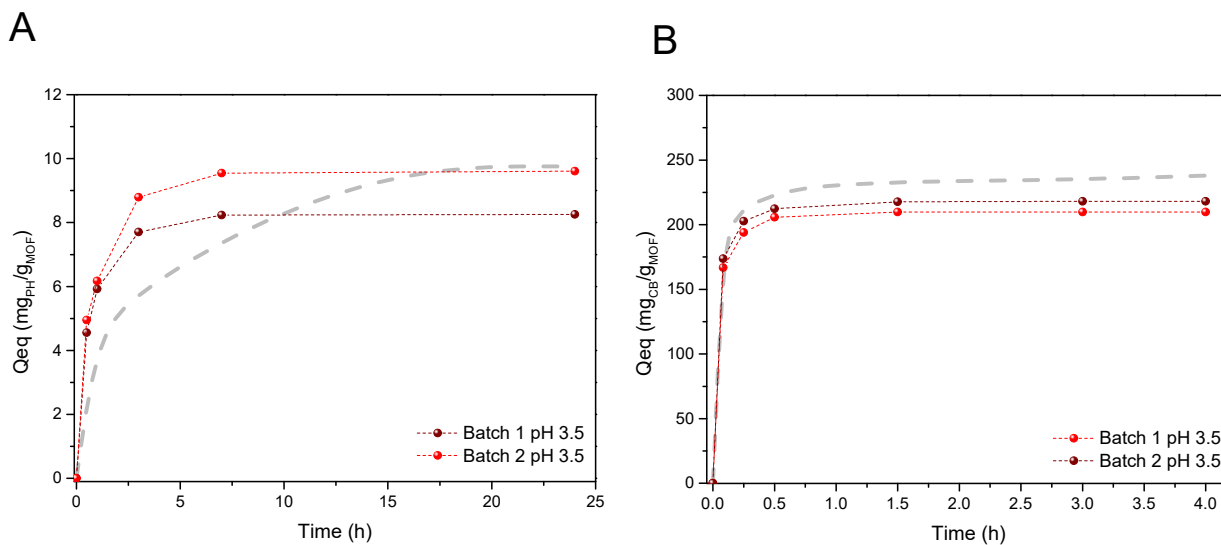 A
B
12
10
8
6
4
2
0
Qeq (mgPH/gMOF)
0 5 10 15 20 25
Time (h)
Batch 1 pH 3.5
Batch 2 pH 3.5
300
250
200
150
100
50
0
Qeq (mgCB/gMOF)
0.0 0.5 1.0 1.5 2.0 2.5 3.0 3.5 4.0
Time (h)
Batch 1 pH 3.5
Batch 2 pH 3.5